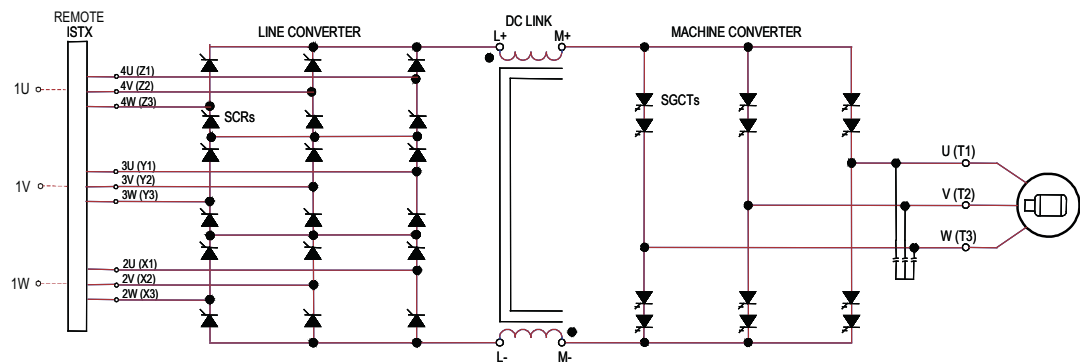 REMOTE
ISTX
LINE CONVERTER
DC LINK
L+
M+
MACHINE CONVERTER
4U (Z1)
4V (Z2)
4W (Z3)
1U
SCRs
SGCTs
3U (Y1)
3V (Y2)
3W (Y3)
1V
U (T1)
V (T2)
W (T3)
2U (X1)
2V (X2)
2W (X3)
1W
L-
M-